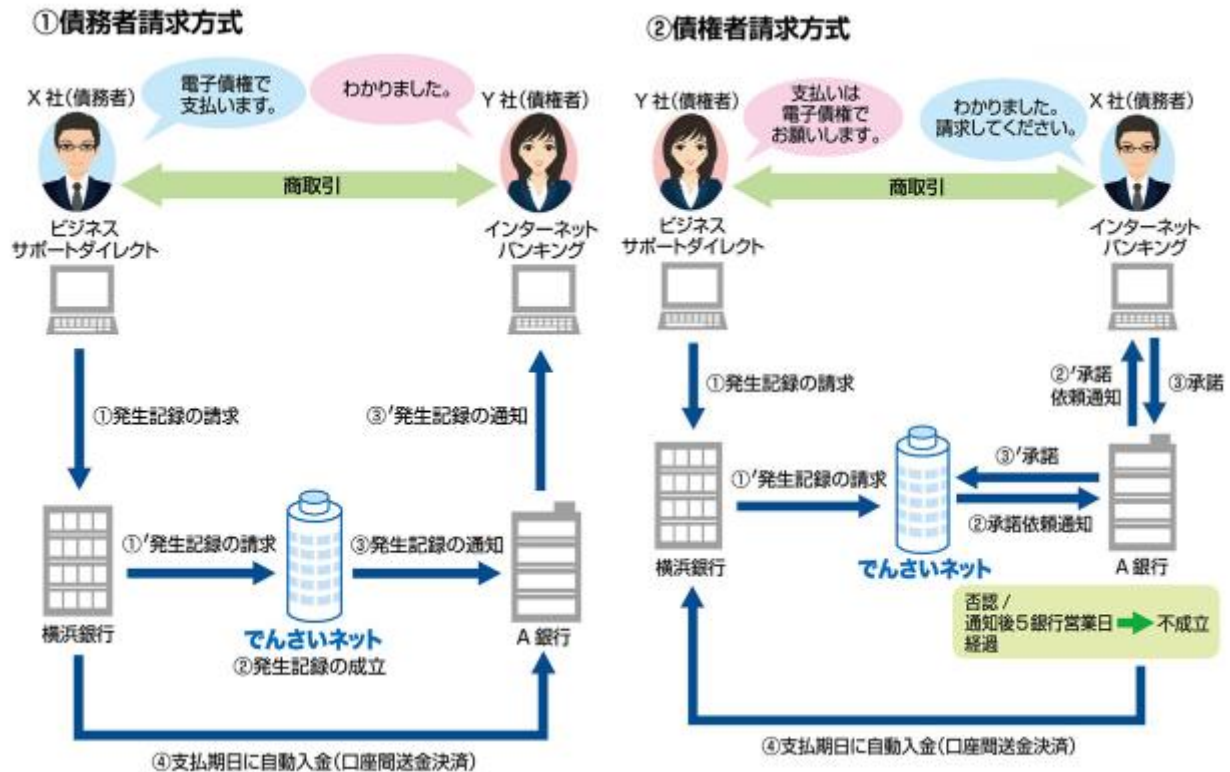 ①債務者請求方式
X社(債務者)
電子債権で
支払います。
わかりました。
Y社(債権者)
商取引
ビジネス
サポートダイレクト
インターネット
バンキング
①発生記録の請求
③'発生記録の通知
①'発生記録の請求
③発生記録の通知
横浜銀行
でんさいネット
②発生記録の成立
A銀行
④支払期日に自動入金(口座間送金決済)
②債権者請求方式
Y社(債権者)
支払いは
電子債権で
お願いします。
わかりました。
請求してください。
X社(債務者)
商取引
ビジネス
サポートダイレクト
インターネット
バンキング
①発生記録の請求
②'承諾
依頼通知
③承諾
①'発生記録の請求
③'承諾
②承諾依頼通知
横浜銀行
でんさいネット
A銀行
否認/
通知後5銀行営業日
経過
不成立
④支払期日に自動入金(口座間送金決済)